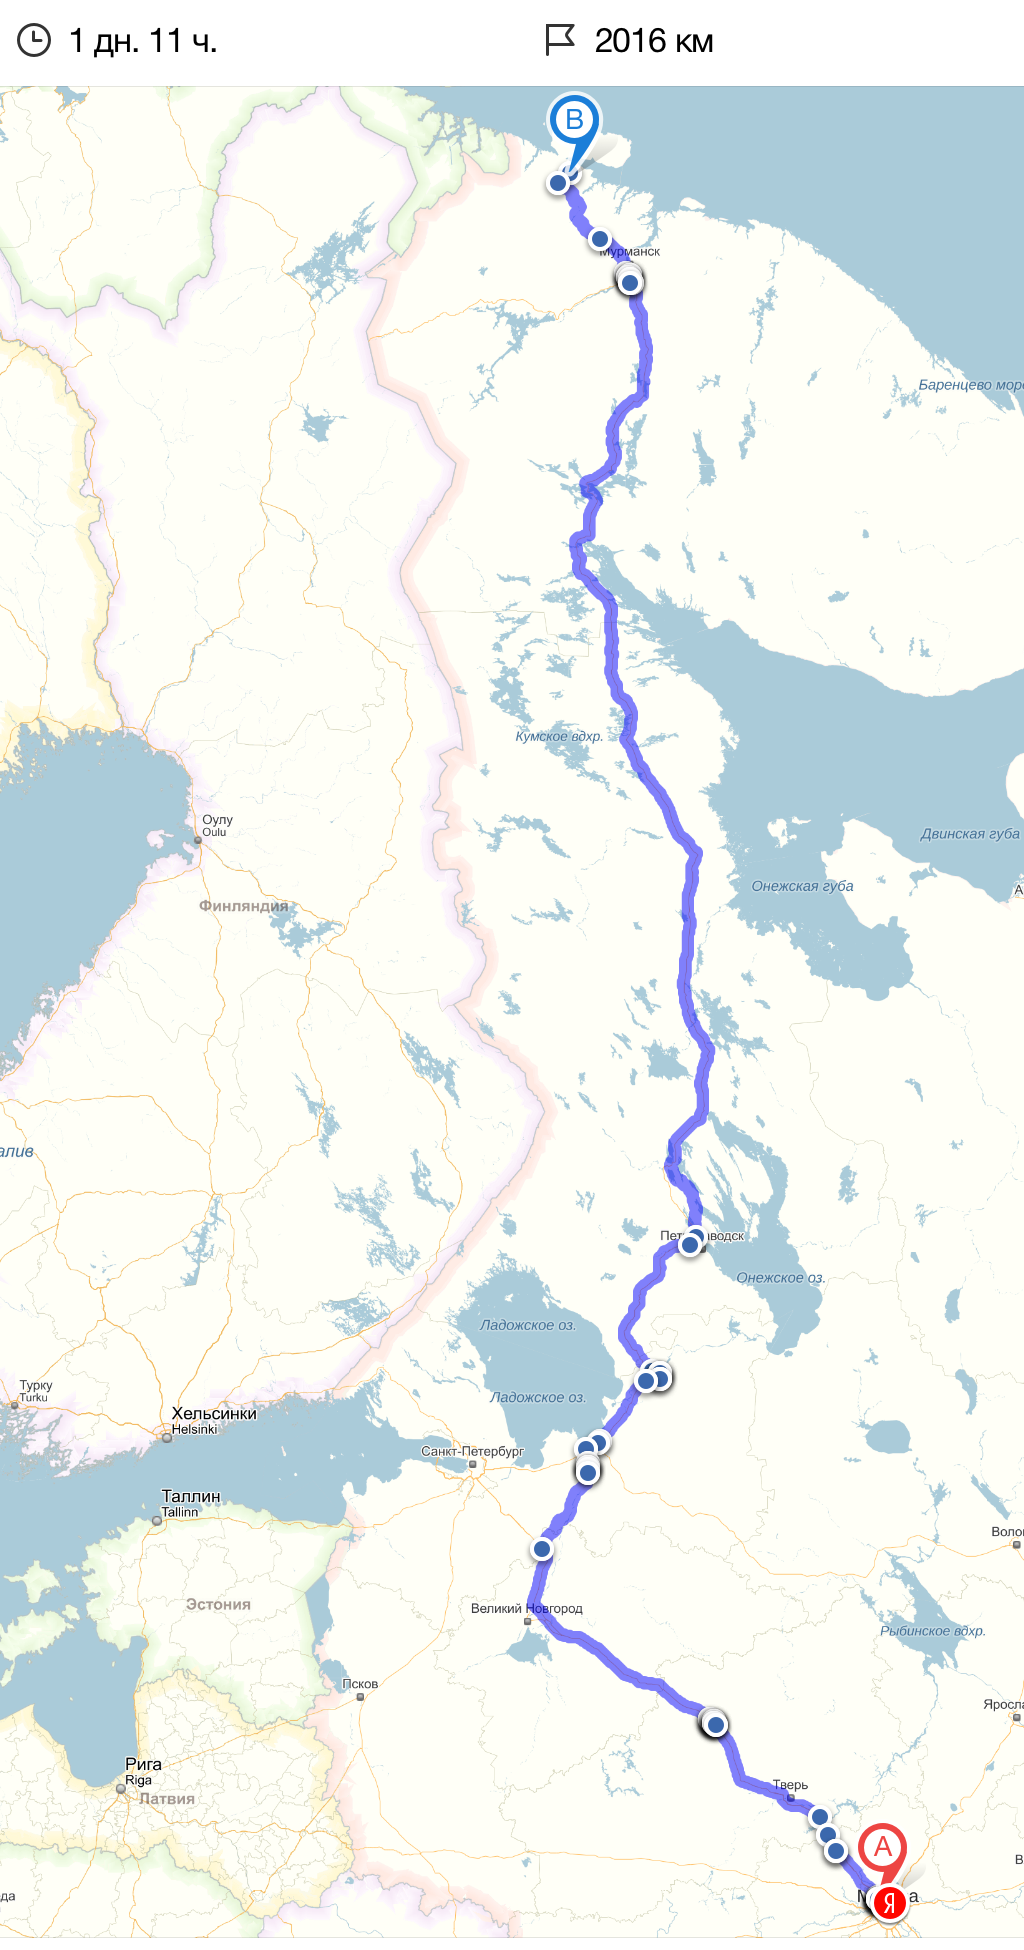 1 дн. 11 ч.
2016 км
B
Мурманск
Баренцево море
Кумское вдхр.
Оулу
Oulu
Двинская губа
Онежская губа
Финляндия
Петрозаводск
Онежское оз.
Ладожское оз.
Турку
Turku
Ладожское оз.
Хельсинки
Helsinki
Санкт-Петербург
Таллин
Tallinn
Эстония
Великий Новгород
Рыбинское вдхр.
Псков
Рига
Riga
Тверь
Латвия
A
Я